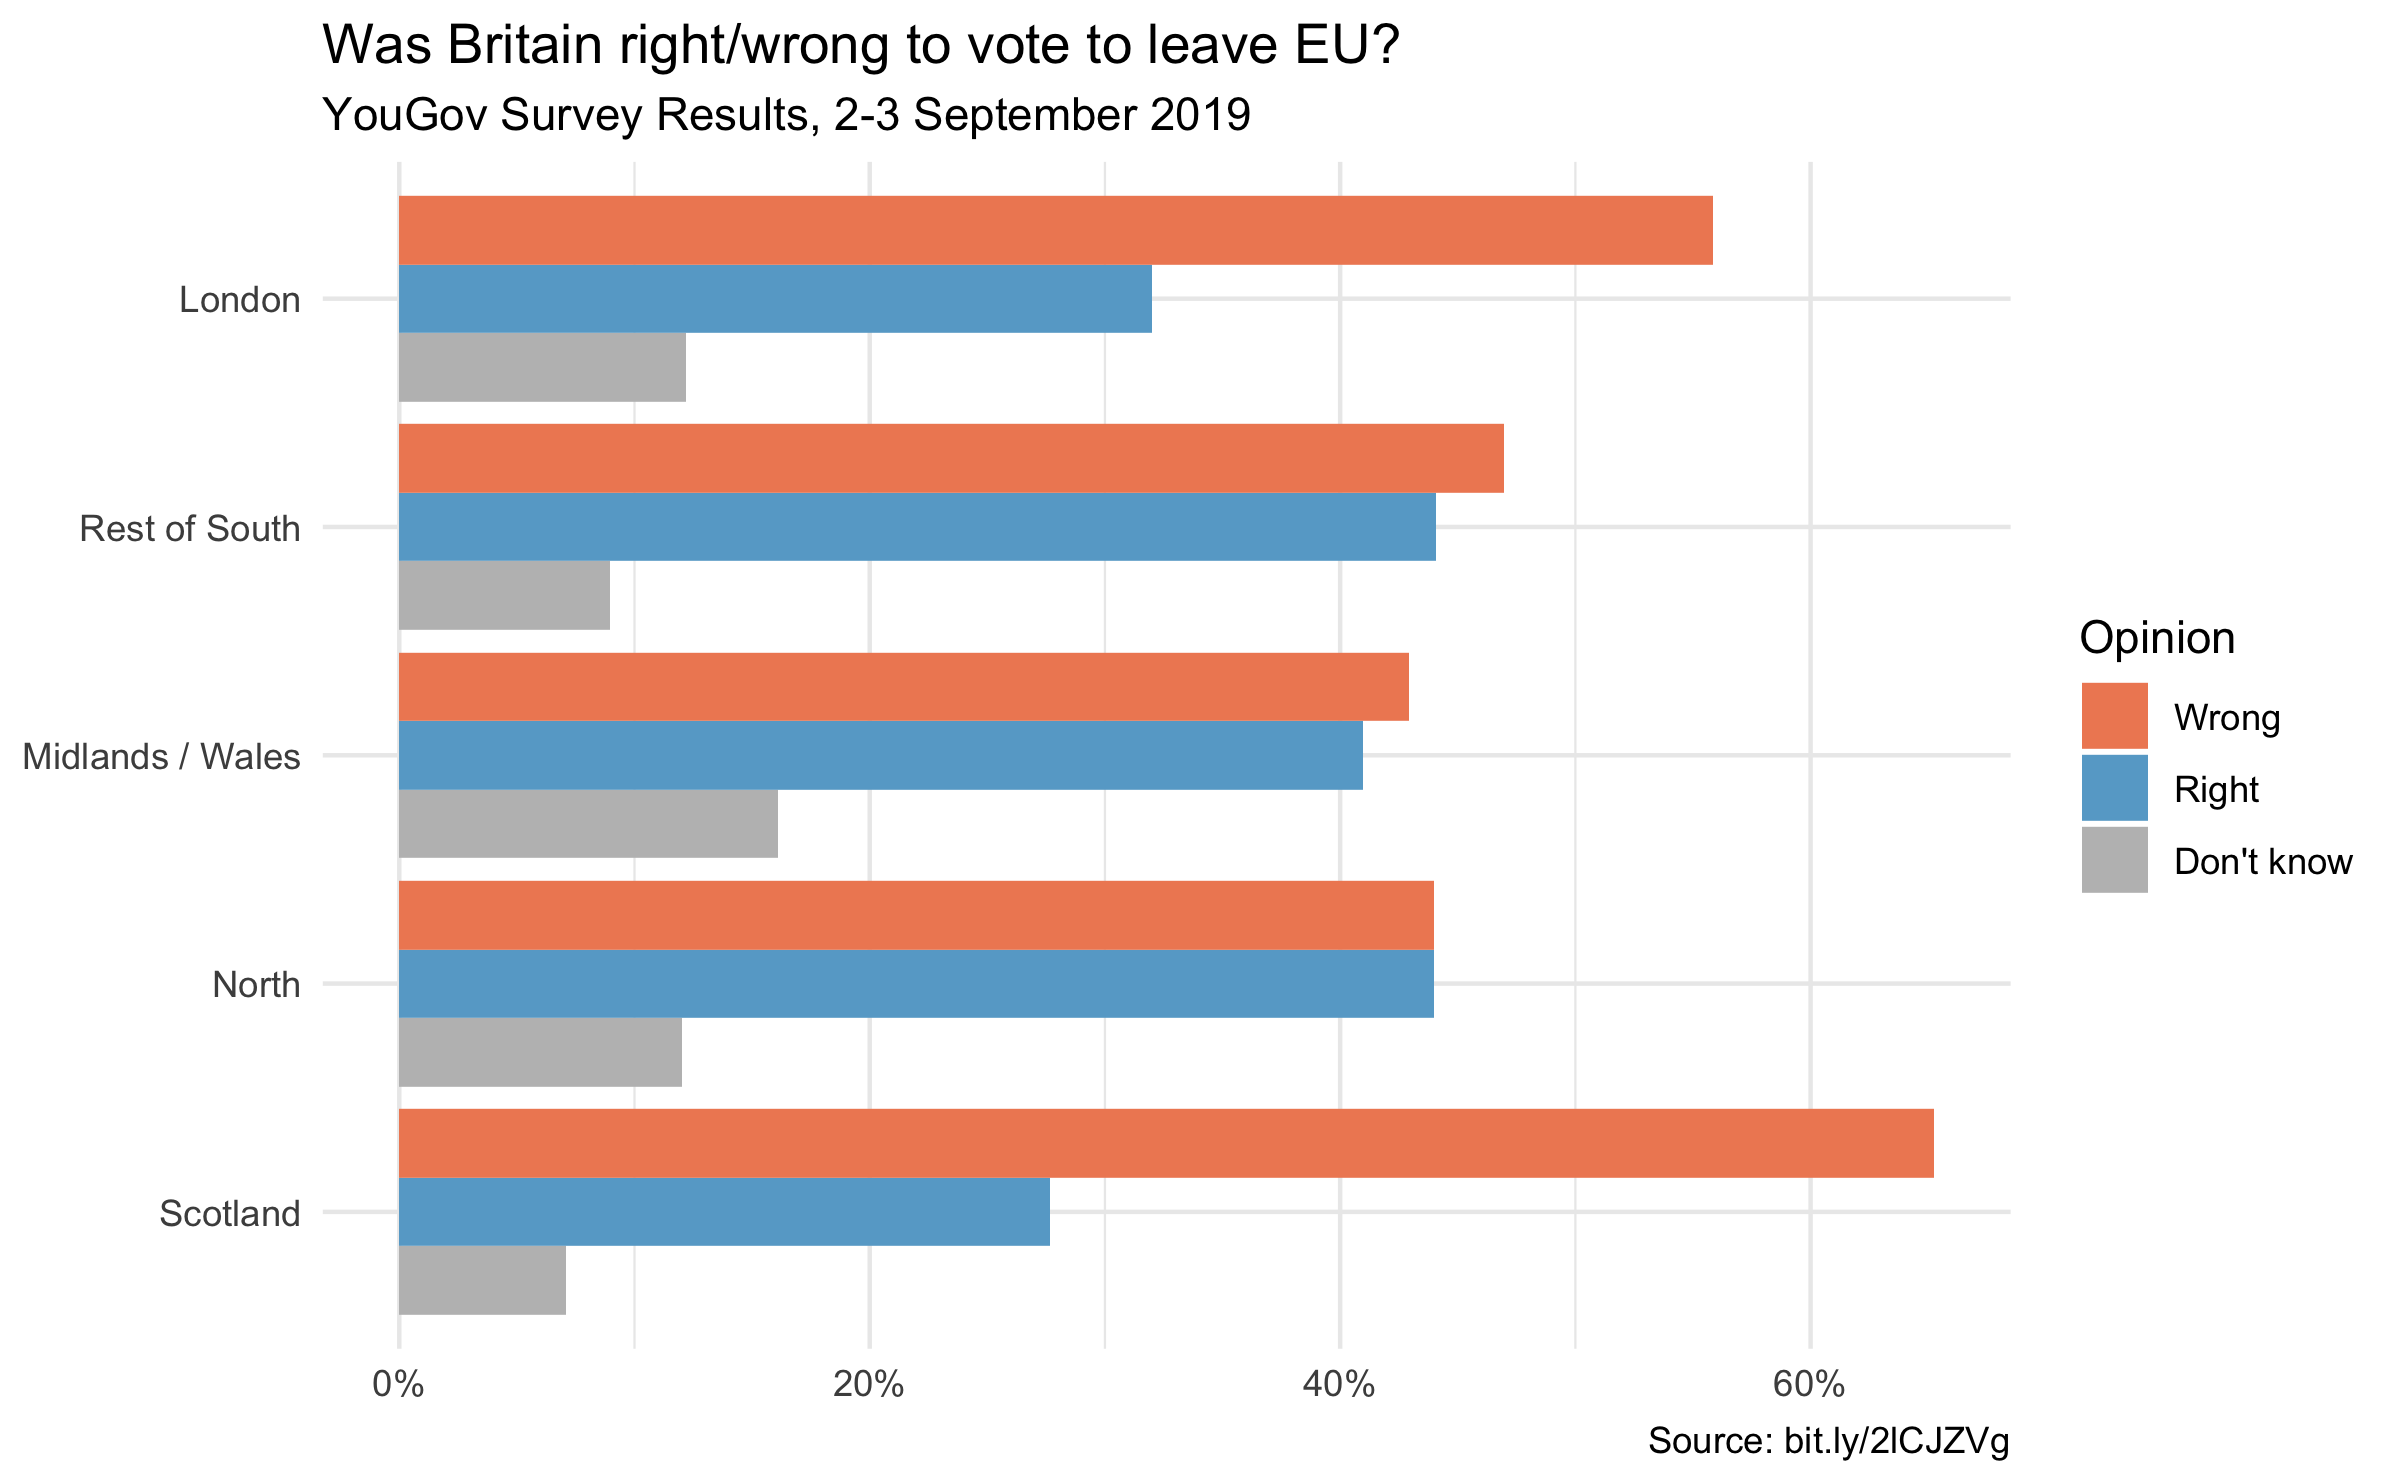 Was Britain right/wrong to vote to leave EU?
YouGov Survey Results, 2-3 September 2019
London
Rest of South
Midlands / Wales
North
Scotland
0% 20% 40% 60%
Opinion
Wrong
Right
Don't know
Source: bit.ly/2lCJZVg